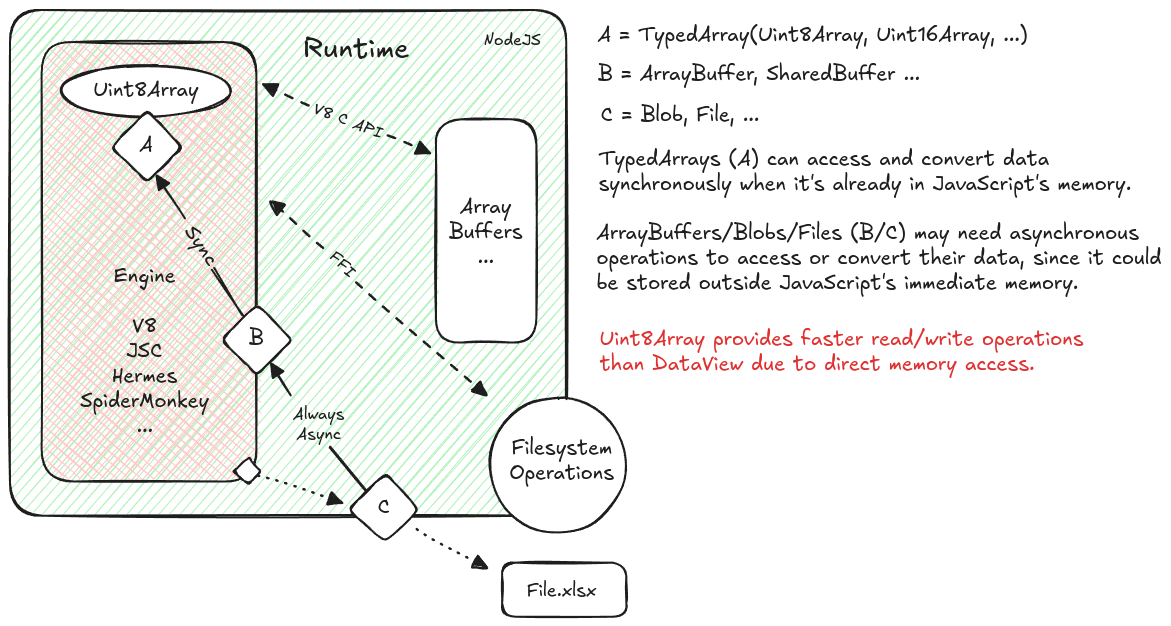 Runtime
NodeJS
Uint8Array
A
V8 C API
Sync
FFI
Array
Buffers
...
Engine
V8
JSC
Hermes
SpiderMonkey
...
B
Always
Async
C
Filesystem
Operations
File.xlsx
A = TypedArray(Uint8Array, Uint16Array, ...)
B = ArrayBuffer, SharedBuffer ...
C = Blob, File, ...
TypedArrays (A) can access and convert data
synchronously when it's already in JavaScript's memory.
ArrayBuffers/Blobs/Files (B/C) may need asynchronous
operations to access or convert their data, since it could
be stored outside JavaScript's immediate memory.
Uint8Array provides faster read/write operations
than DataView due to direct memory access.